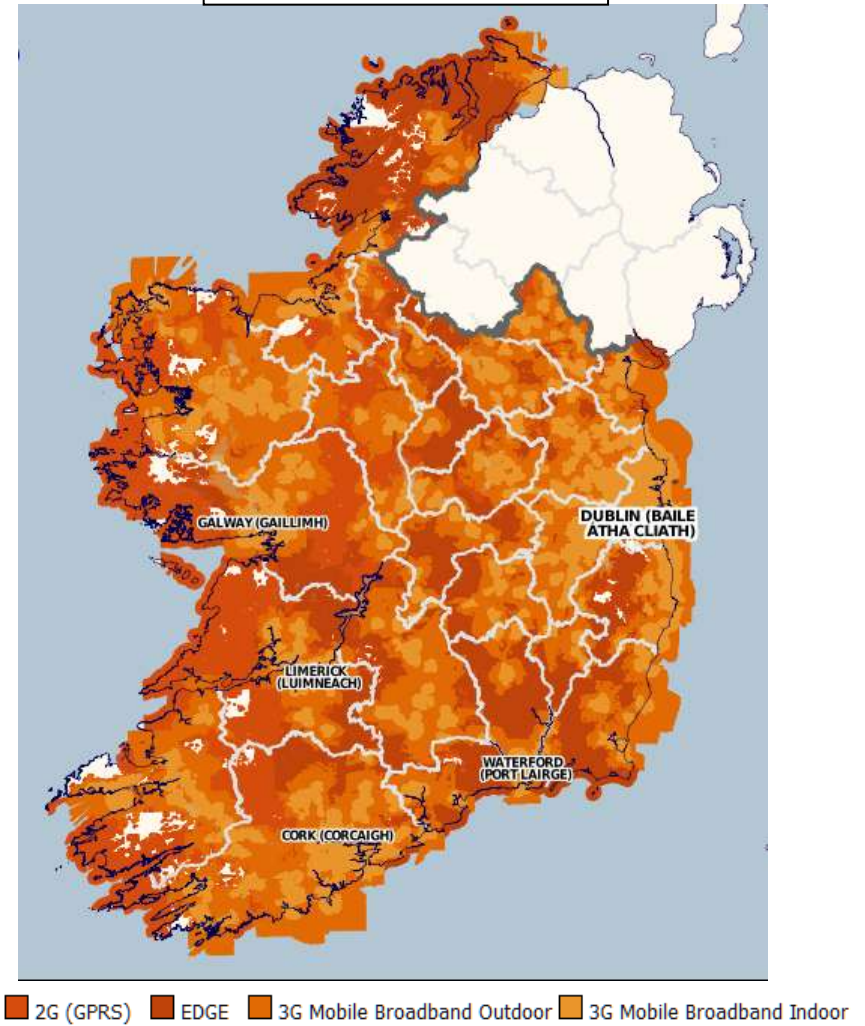 GALWAY (GAILLIMH)
DUBLIN (BAILE
ÁTHA CLIATH)
LIMERICK
(LUIMNEACH)
WATERFORD
(PORT LAIRGE)
CORK (CORCAIGH)
2G (GPRS) EDGE 3G Mobile Broadband Outdoor 3G Mobile Broadband Indoor